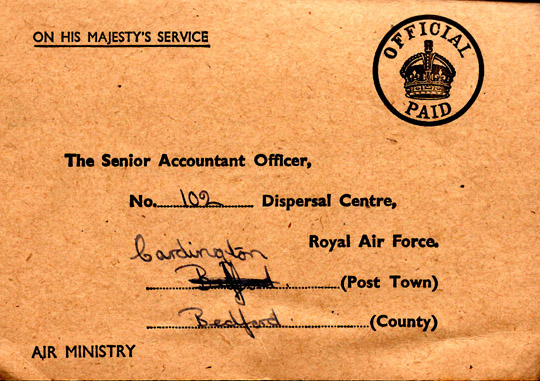 ON HIS MAJESTY'S SERVICE
OFFICIAL
PAID
The Senior Accountant Officer,
No. 102 Dispersal Centre,
Royal Air Force.
Cardington
Bedford (Post Town)
Bedford (County)
AIR MINISTRY